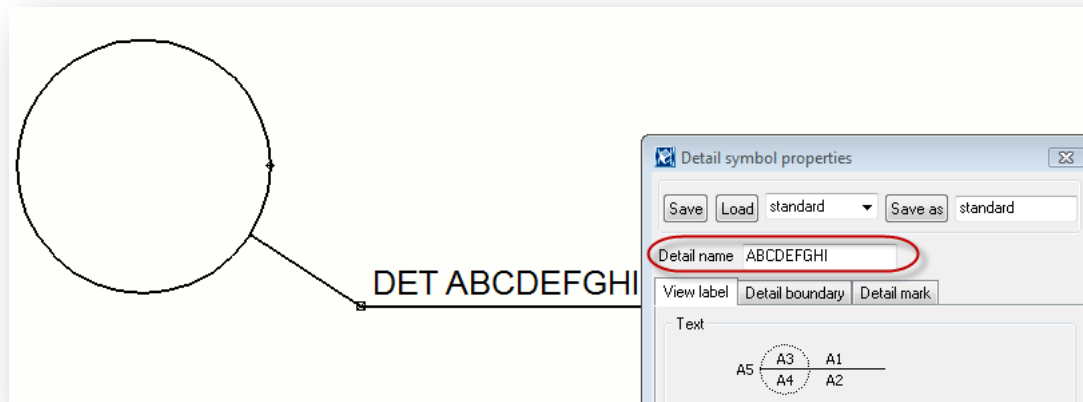 DET ABCDEFGHI
Detail symbol properties
Save Load standard Save as standard
Detail name ABCDEFGHI
View label Detail boundary Detail mark
Text
A5 A3 A1
A4 A2